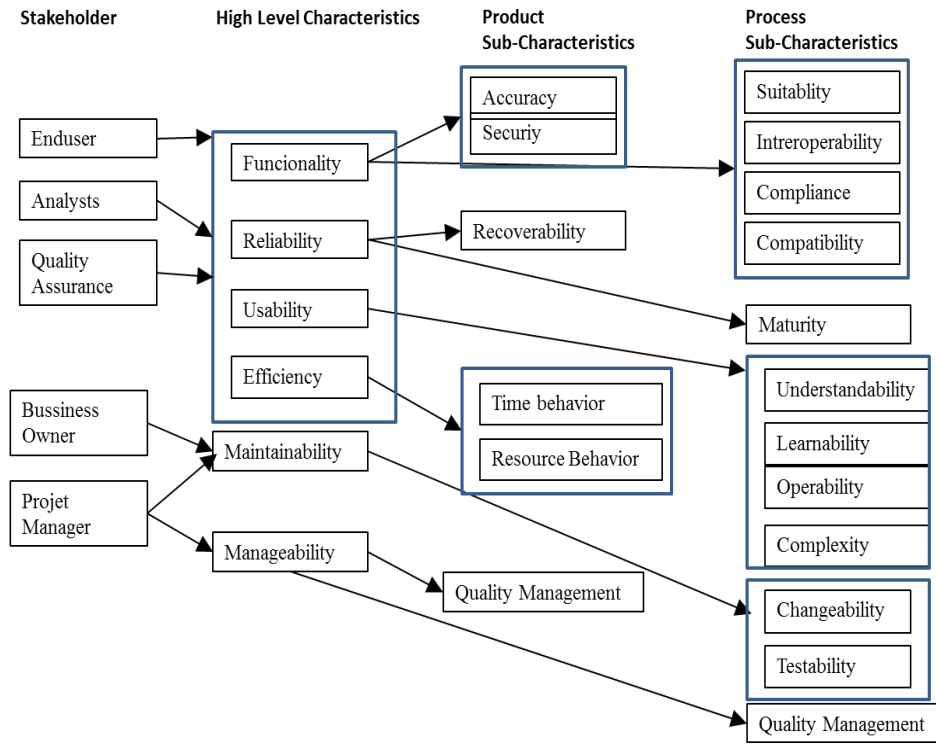 Stakeholder
High Level Characteristics
Product
Sub-Characteristics
Process
Sub-Characteristics
Enduser
Analysts
Quality
Assurance
Bussiness
Owner
Projet
Manager
Funcionality
Reliability
Usability
Efficiency
Maintainability
Manageability
Accuracy
Securiy
Recoverability
Time behavior
Resource Behavior
Quality Management
Suitablity
Intreoperability
Compliance
Compatibility
Maturity
Understandability
Learnability
Operability
Complexity
Changeability
Testability
Quality Management